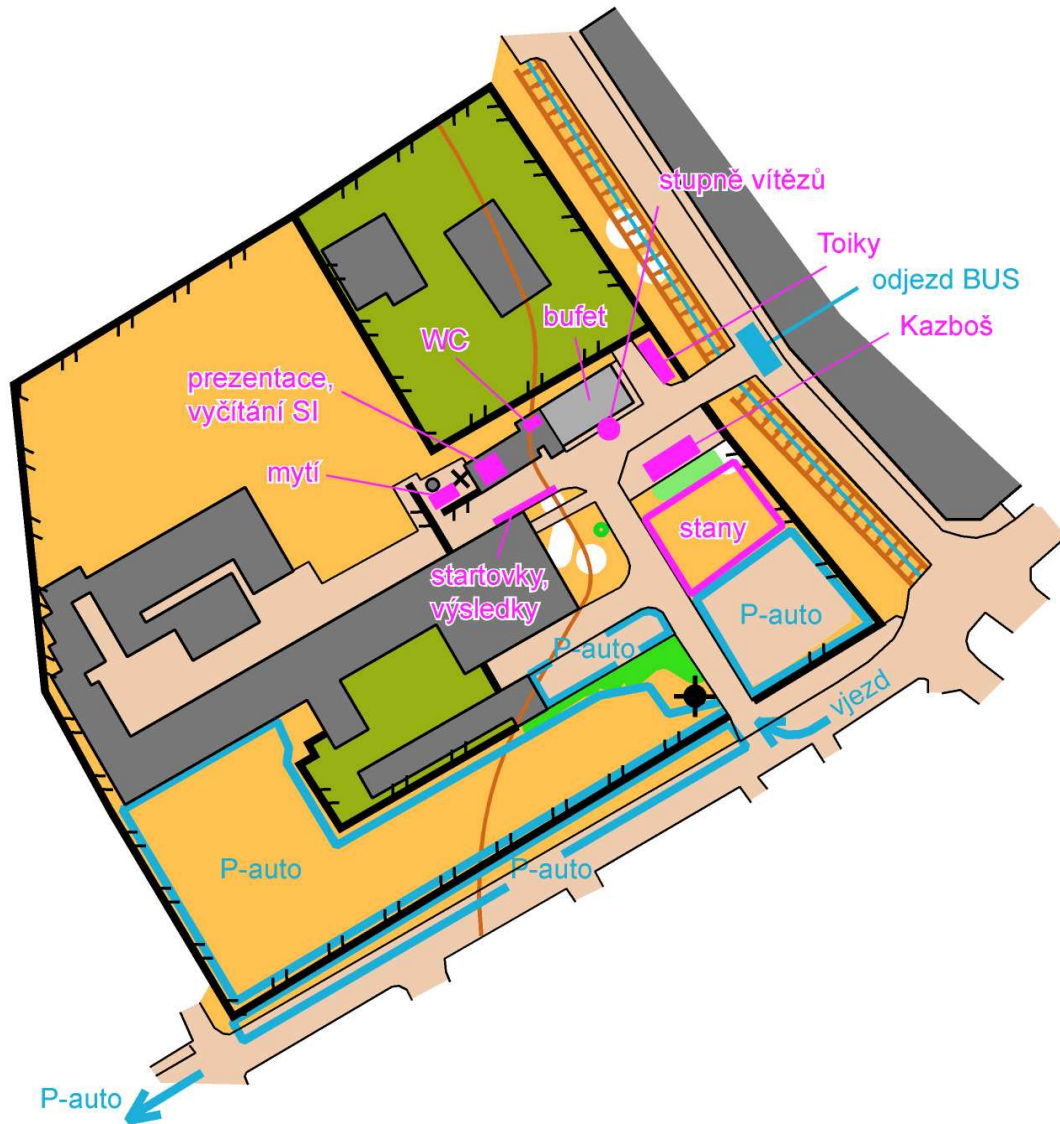 stupně vítězů
Toiky
odjezd BUS
Kazboš
bufet
WC
prezentace,
vyčítání SI
mytí
stany
startovky,
výsledky
P-auto
P-auto
vjezd
P-auto
P-auto
P-auto